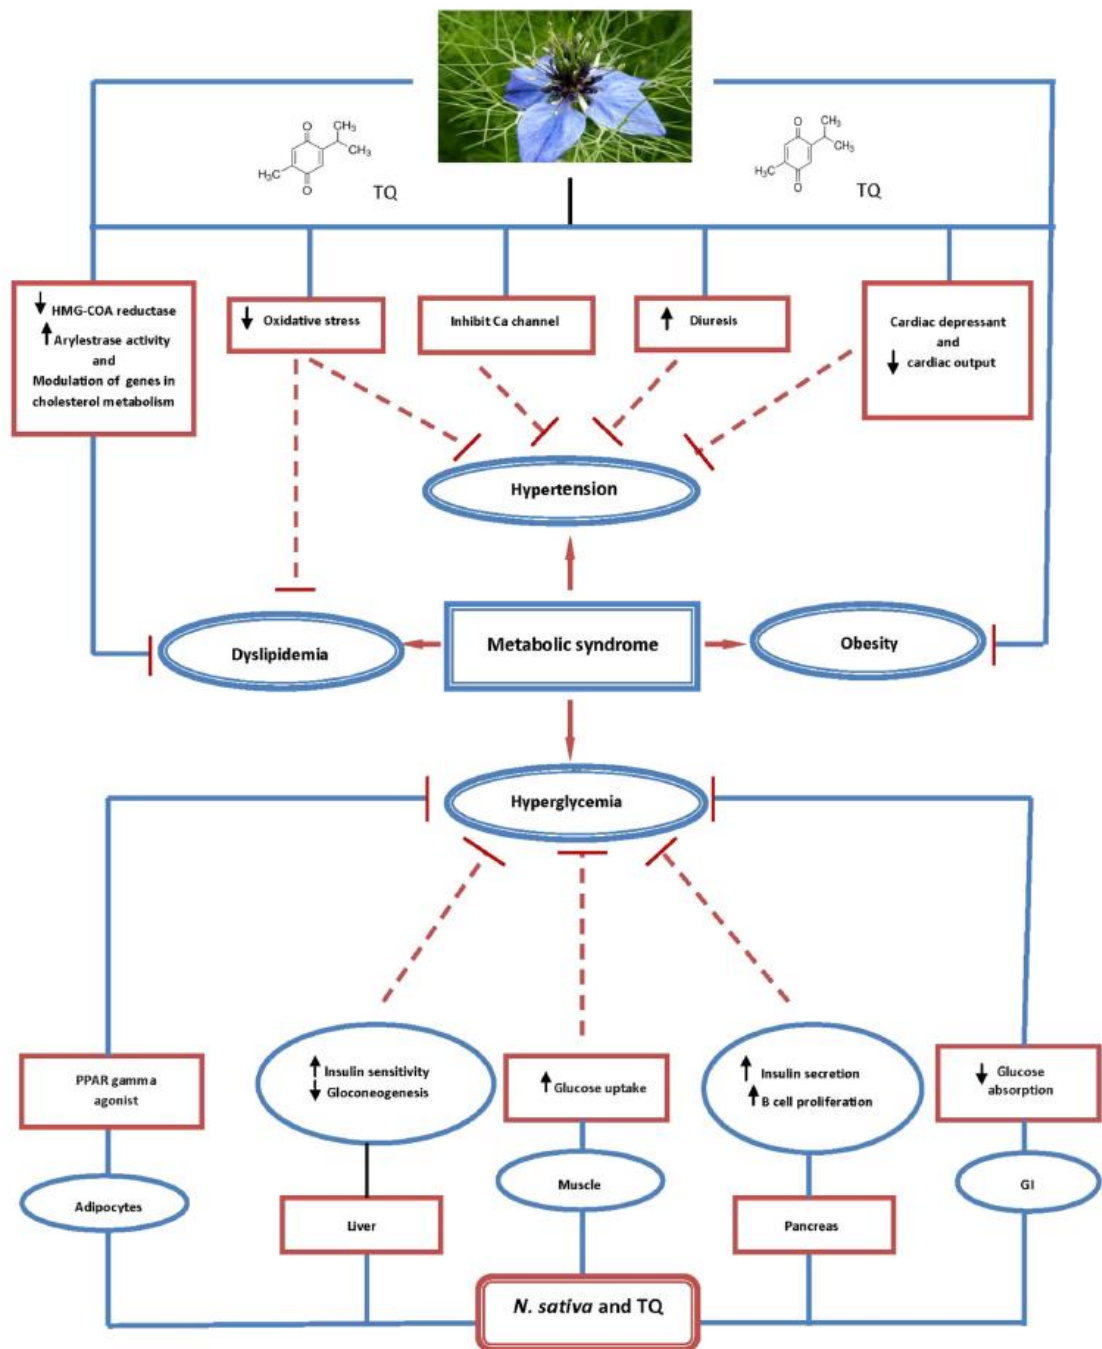 O
CH₃
CH₃
H₃C
O
TQ
O
CH₃
CH₃
H₃C
O
TQ
↓ HMG-COA reductase
↑ Arylestrase activity
and
Modulation of genes in
cholesterol metabolism
↓ Oxidative stress
Inhibit Ca channel
↑ Diuresis
Cardiac depressant
and
↓ cardiac output
Hypertension
Dyslipidemia
Metabolic syndrome
Obesity
Hyperglycemia
PPAR gamma
agonist
↑ Insulin sensitivity
↓ Gloconeogenesis
↑ Glucose uptake
↑ Insulin secretion
↑ B cell proliferation
↓ Glucose
absorption
Adipocytes
Liver
Muscle
Pancreas
GI
N. sativa and TQ